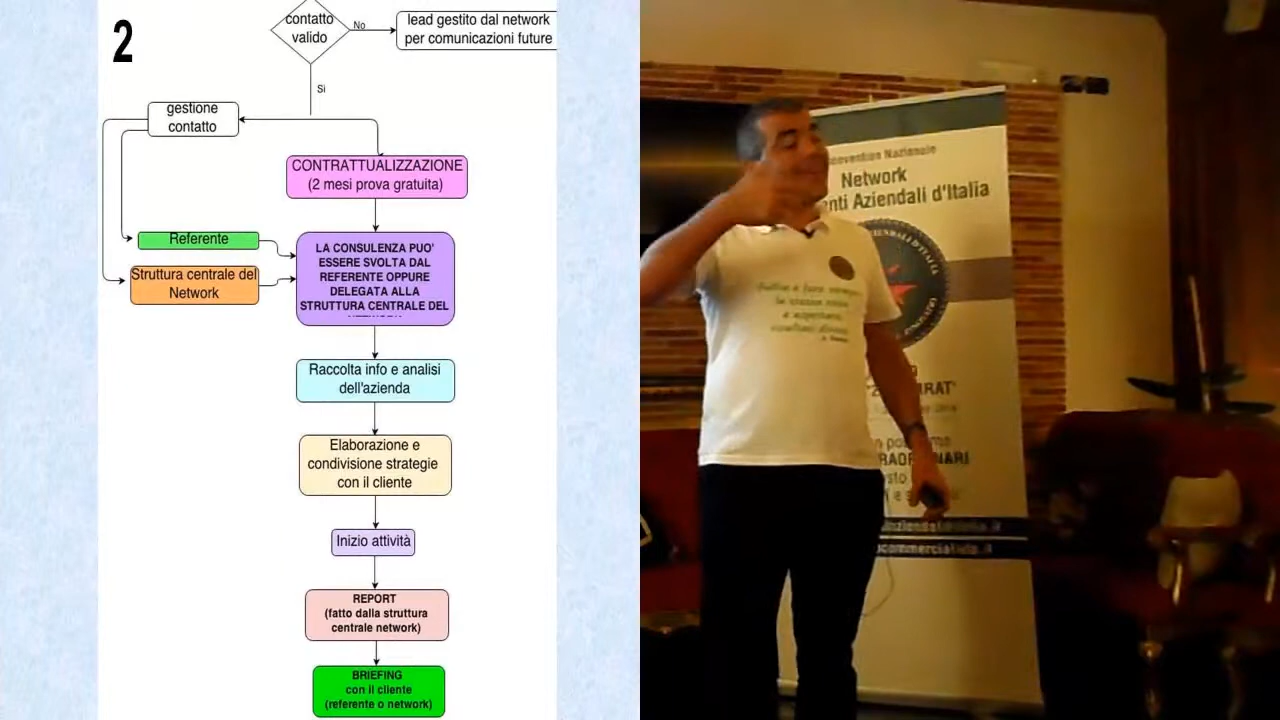 2
contatto
valido
No
lead gestito dal network
per comunicazioni future
Si
gestione
contatto
CONTRATTUALIZZAZIONE
(2 mesi prova gratuita)
Referente
Struttura centrale del
Network
LA CONSULENZA PUO'
ESSERE SVOLTA DAL
REFERENTE OPPURE
DELEGATA ALLA
STRUTTURA CENTRALE DEL
Raccolta info e analisi
dell'azienda
Elaborazione e
condivisione strategie
con il cliente
Inizio attività
REPORT
(fatto dalla struttura
centrale network)
BRIEFING
con il cliente
(referente o network)
Nazionale
Network
Aziendali d'Italia